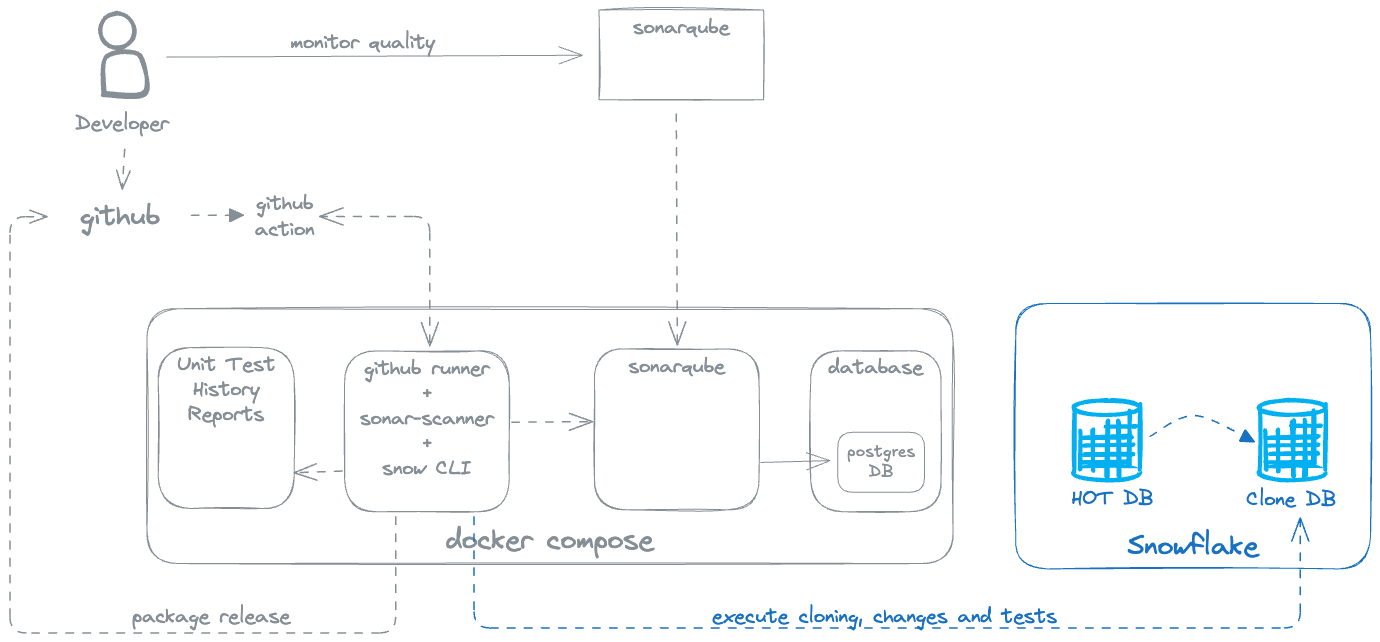 monitor quality
sonarqube
Developer
github
github
action
Unit Test
History
Reports
github runner
+
sonar-scanner
+
snow CLI
sonarqube
database
postgres
DB
docker compose
HOT DB
Clone DB
Snowflake
package release
execute cloning, changes and tests